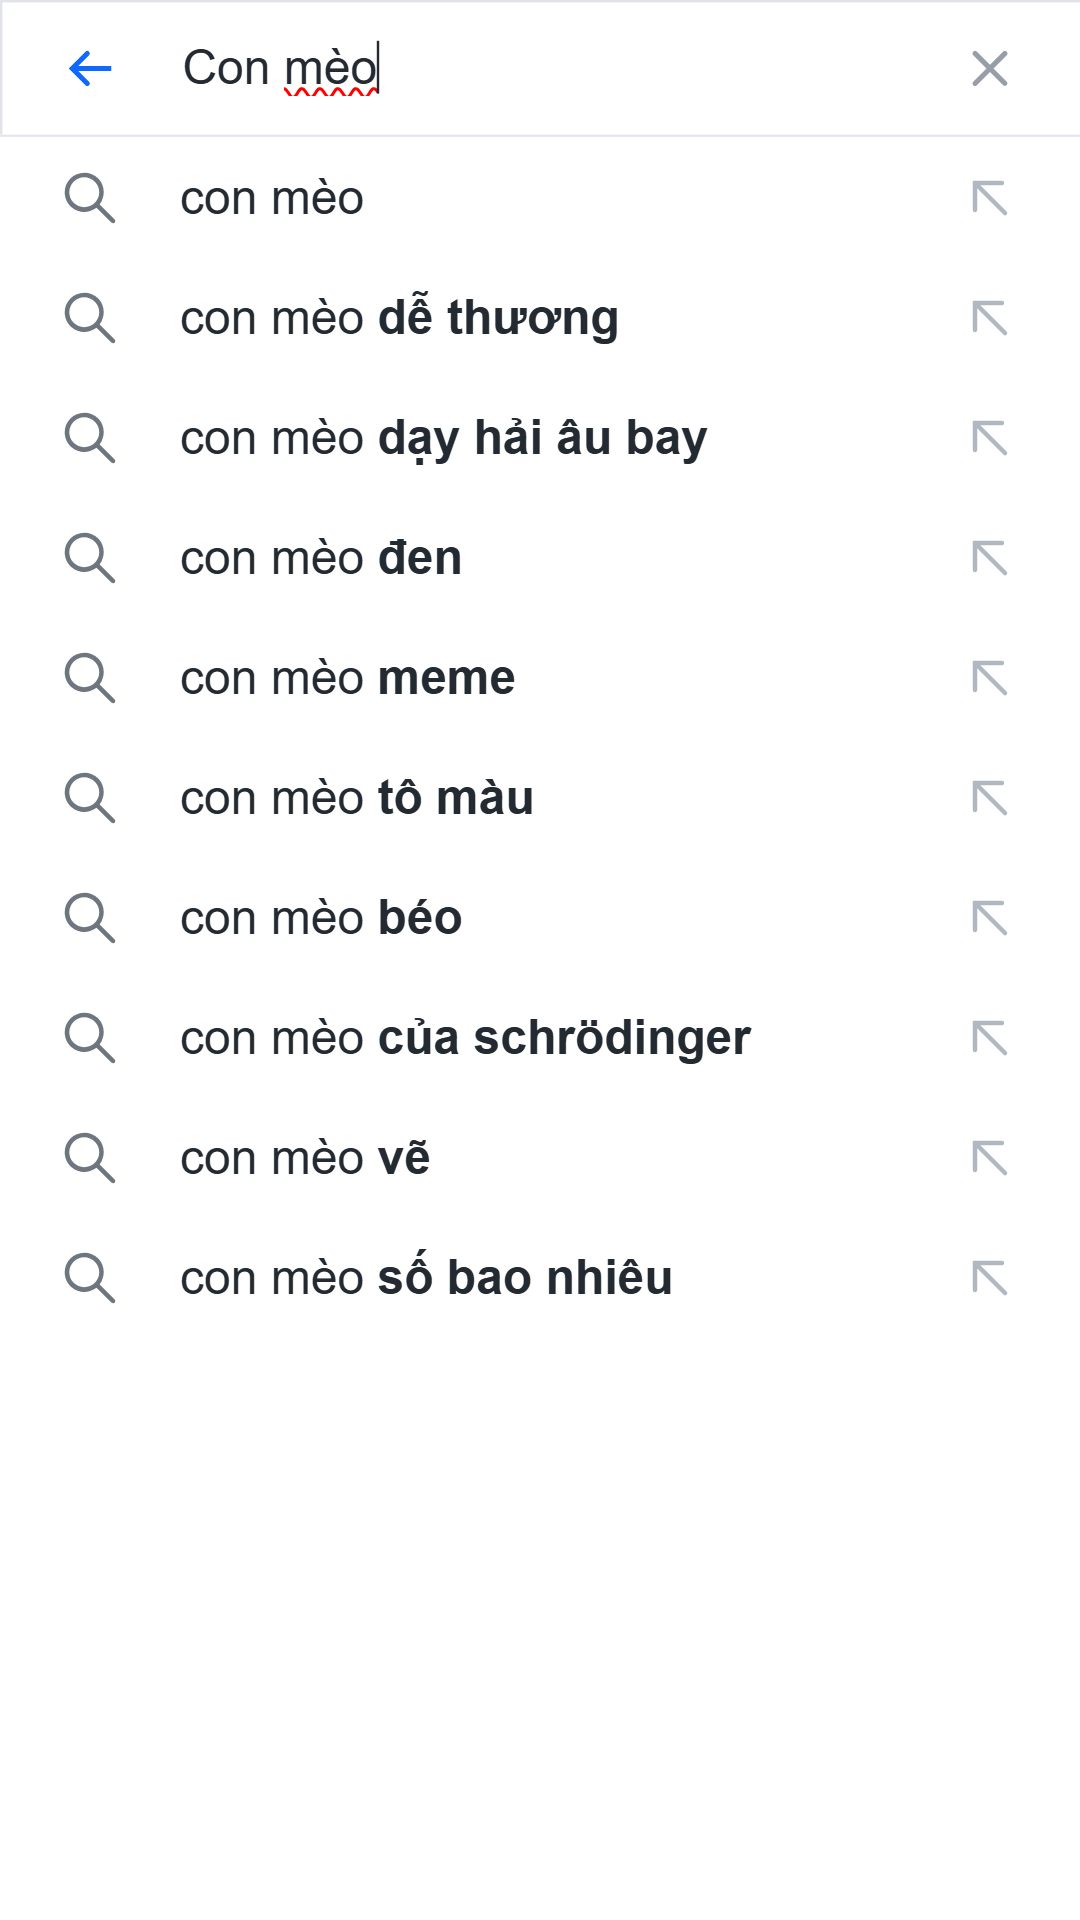 Con mèo
con mèo
con mèo dễ thương
con mèo dạy hải âu bay
con mèo đen
con mèo meme
con mèo tô màu
con mèo béo
con mèo của schrödinger
con mèo vẽ
con mèo số bao nhiêu